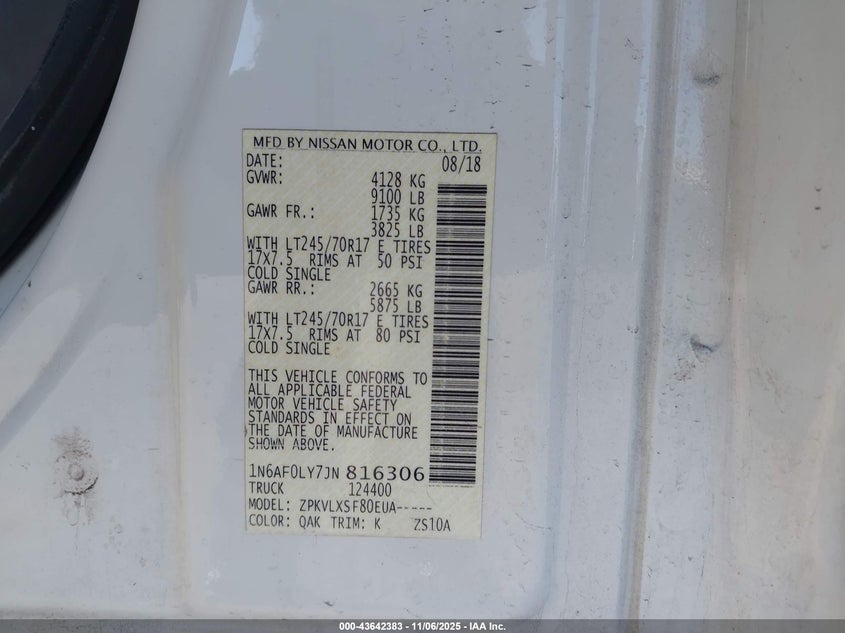 MFD BY NISSAN MOTOR CO., LTD.
DATE: 08/18
GVWR: 4128 KG
9100 LB
GAWR FR.: 1735 KG
3825 LB
WITH LT245/70R17 E TIRES
17X7.5 RIMS AT 50 PSI
COLD SINGLE
GAWR RR.: 2665 KG
5875 LB
WITH LT245/70R17 E TIRES
17X7.5 RIMS AT 80 PSI
COLD SINGLE
THIS VEHICLE CONFORMS TO
ALL APPLICABLE FEDERAL
MOTOR VEHICLE SAFETY
STANDARDS IN EFFECT ON
THE DATE OF MANUFACTURE
SHOWN ABOVE.
1N6AF0LY7JN 816306
TRUCK 124400
MODEL: ZPKVLXSF80EUA-----
COLOR: QAK TRIM: K ZS10A
000-43642383 - 11/06/2025 - IAA Inc.